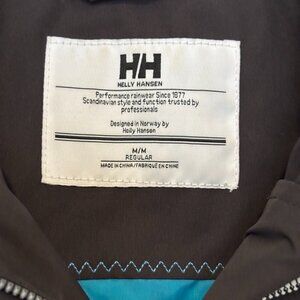 HH
HELLY HANSEN
Performance rainwear Since 1877
Scandinavian style and function trusted by
professionals
Designed in Norway by
Helly Hansen
M/M
REGULAR
MADE IN CHINA/FABRIQUÉ EN CHINE